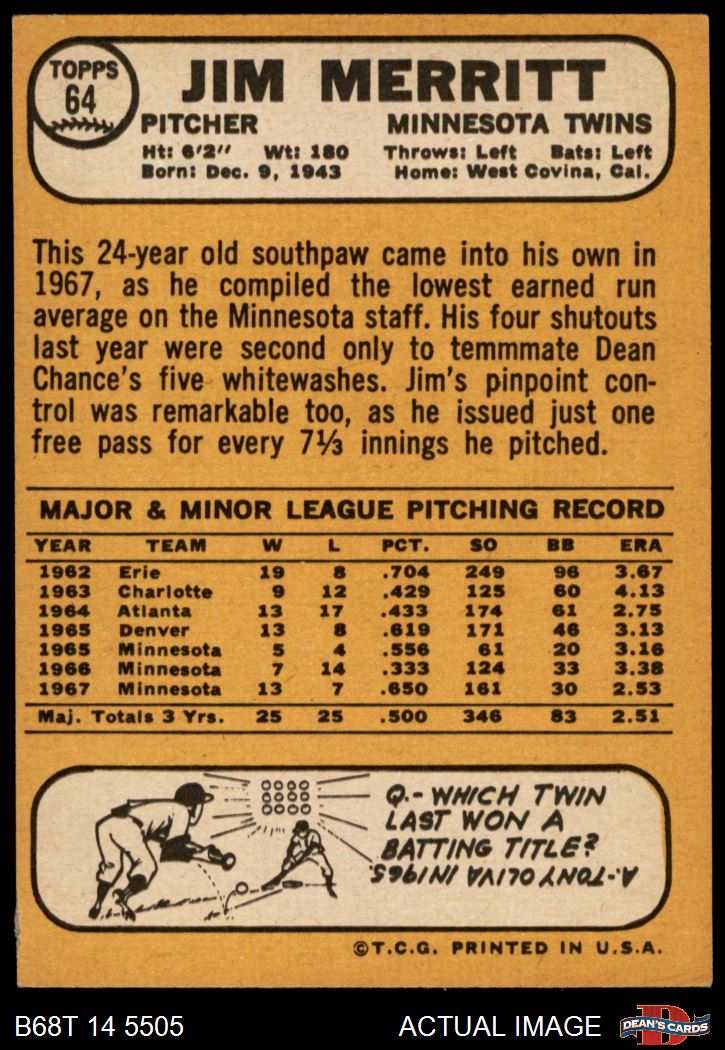 TOPPS
64
JIM MERRITT
PITCHER MINNESOTA TWINS
Ht: 6'2" Wt: 180 Throws: Left Bats: Left
Born: Dec. 9, 1943 Home: West Covina, Cal.
This 24-year old southpaw came into his own in
1967, as he compiled the lowest earned run
average on the Minnesota staff. His four shutouts
last year were second only to temmmate Dean
Chance's five whitewashes. Jim's pinpoint con-
trol was remarkable too, as he issued just one
free pass for every 7⅓ innings he pitched.
MAJOR & MINOR LEAGUE PITCHING RECORD
YEAR TEAM W L PCT. SO BB ERA
1962 Erie 19 8 .704 249 96 3.67
1963 Charlotte 9 12 .429 125 60 4.13
1964 Atlanta 13 17 .433 174 61 2.75
1965 Denver 13 8 .619 171 46 3.13
1965 Minnesota 5 4 .556 61 20 3.16
1966 Minnesota 7 14 .333 124 33 3.38
1967 Minnesota 13 7 .650 161 30 2.53
Maj. Totals 3 Yrs. 25 25 .500 346 83 2.51
Q.- WHICH TWIN
LAST WON A
BATTING TITLE?
A.-TONY OLIVA IN 1965
©T.C.G. PRINTED IN U.S.A.
B68T 14 5505 ACTUAL IMAGE DEAN'S CARDS